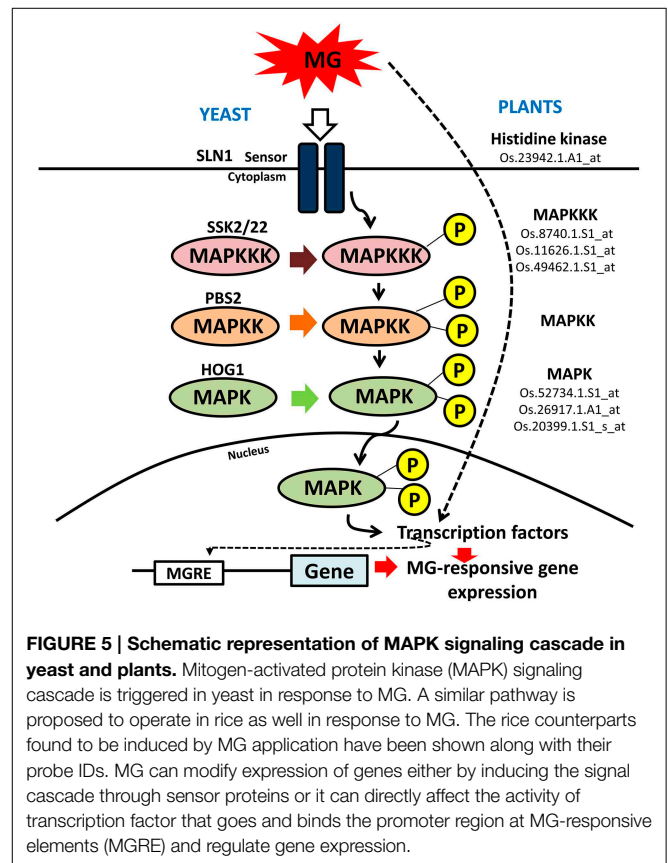 MG
YEAST
PLANTS
Histidine kinase
Os.23942.1.A1_at
SLN1 Sensor
Cytoplasm
SSK2/22
MAPKKK
MAPKKK
P
MAPKKK
Os.8740.1.S1_at
Os.11626.1.S1_at
Os.49462.1.S1_at
PBS2
MAPKK
MAPKK
P
P
MAPKK
HOG1
MAPK
MAPK
P
P
MAPK
Os.52734.1.S1_at
Os.26917.1.A1_at
Os.20399.1.S1_s_at
Nucleus
MAPK
P
P
Transcription factors
MGRE
Gene
MG-responsive gene
expression
FIGURE 5 | Schematic representation of MAPK signaling cascade in
yeast and plants. Mitogen-activated protein kinase (MAPK) signaling
cascade is triggered in yeast in response to MG. A similar pathway is
proposed to operate in rice as well in response to MG. The rice counterparts
found to be induced by MG application have been shown along with their
probe IDs. MG can modify expression of genes either by inducing the signal
cascade through sensor proteins or it can directly affect the activity of
transcription factor that goes and binds the promoter region at MG-responsive
elements (MGRE) and regulate gene expression.